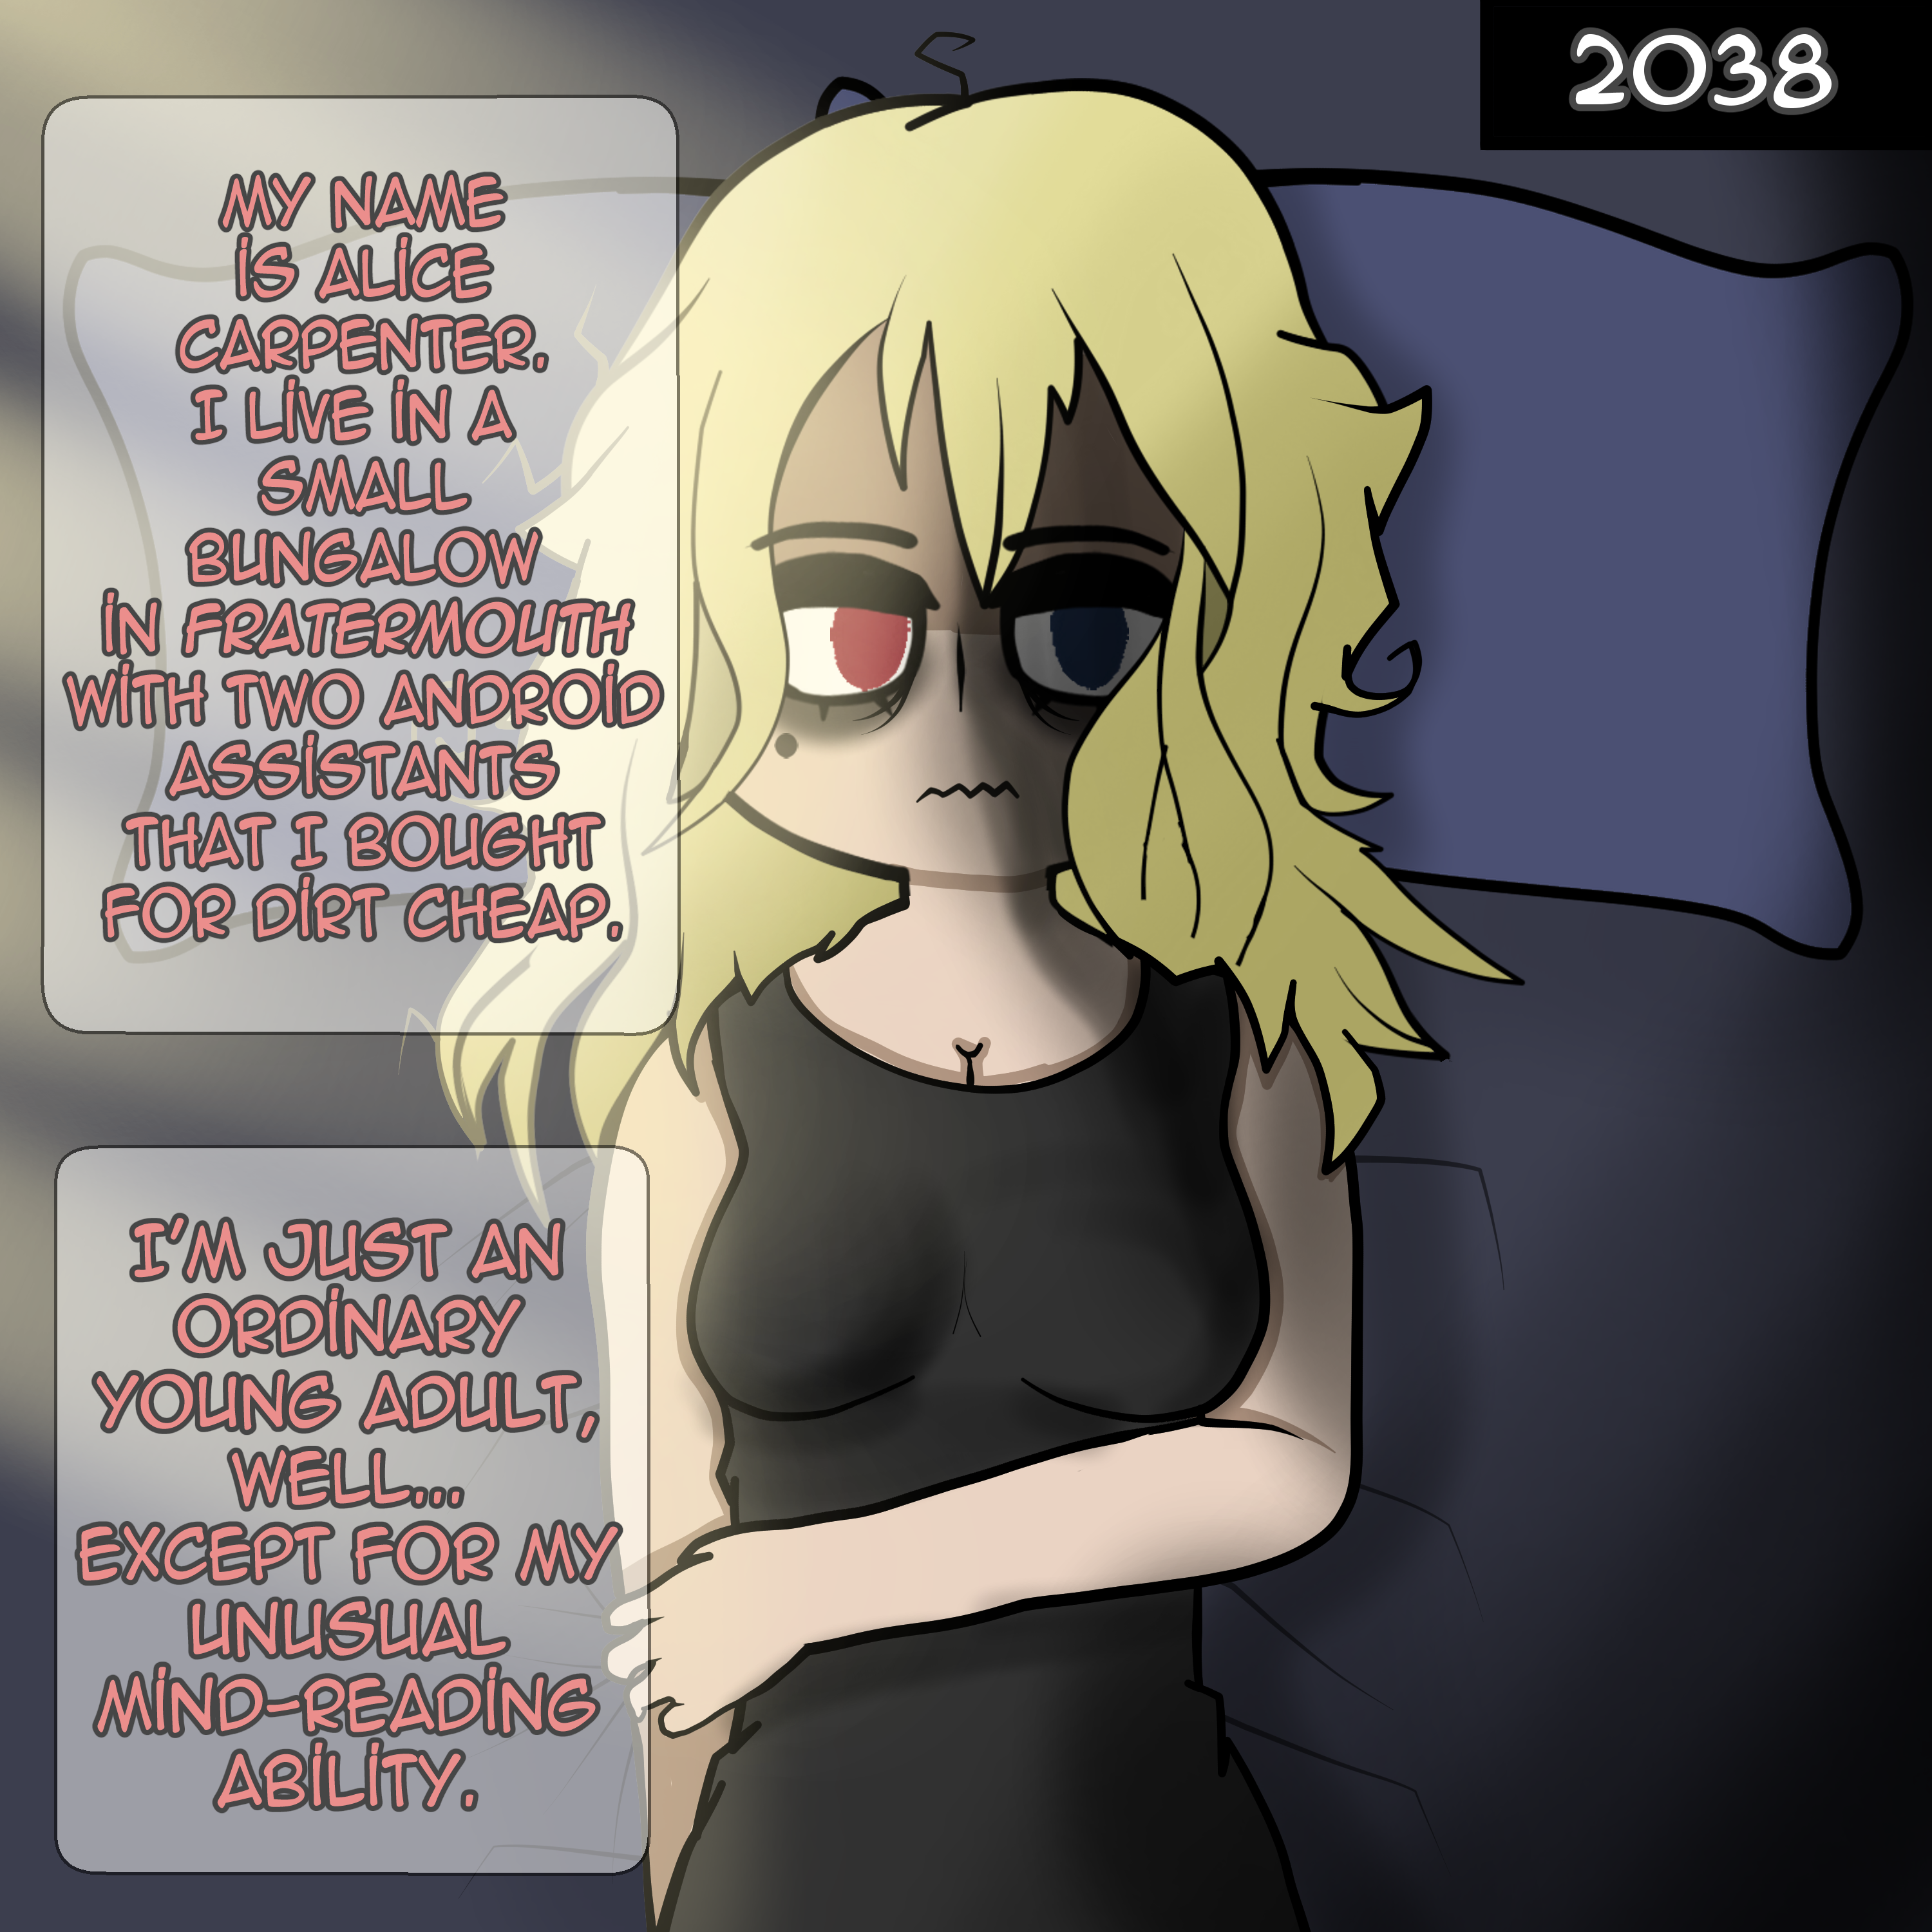 2038
MY NAME
IS ALICE
CARPENTER.
I LIVE IN A
SMALL
BUNGALOW
IN FRATERMOUTH
WITH TWO ANDROID
ASSISTANTS
THAT I BOUGHT
FOR DIRT CHEAP.
I'M JUST AN
ORDINARY
YOUNG ADULT,
WELL...
EXCEPT FOR MY
UNUSUAL
MIND-READING
ABILITY.